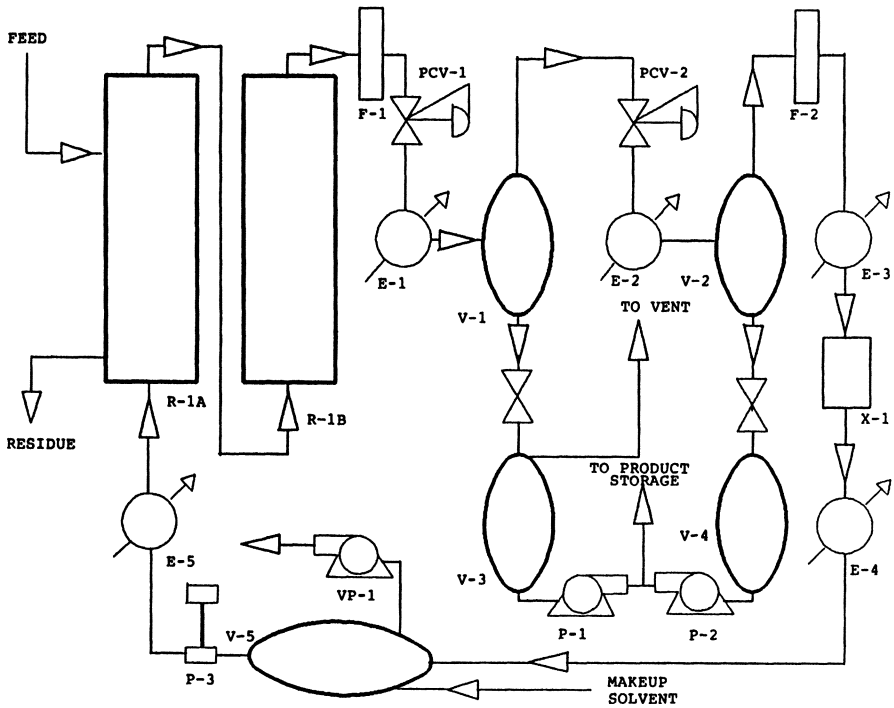 FEED
PCV-1
PCV-2
F-1
F-2
E-1
E-2
E-3
V-1
V-2
TO VENT
R-1A
R-1B
X-1
RESIDUE
TO PRODUCT
STORAGE
E-5
V-3
V-4
E-4
VP-1
V-5
P-1
P-2
P-3
MAKEUP
SOLVENT